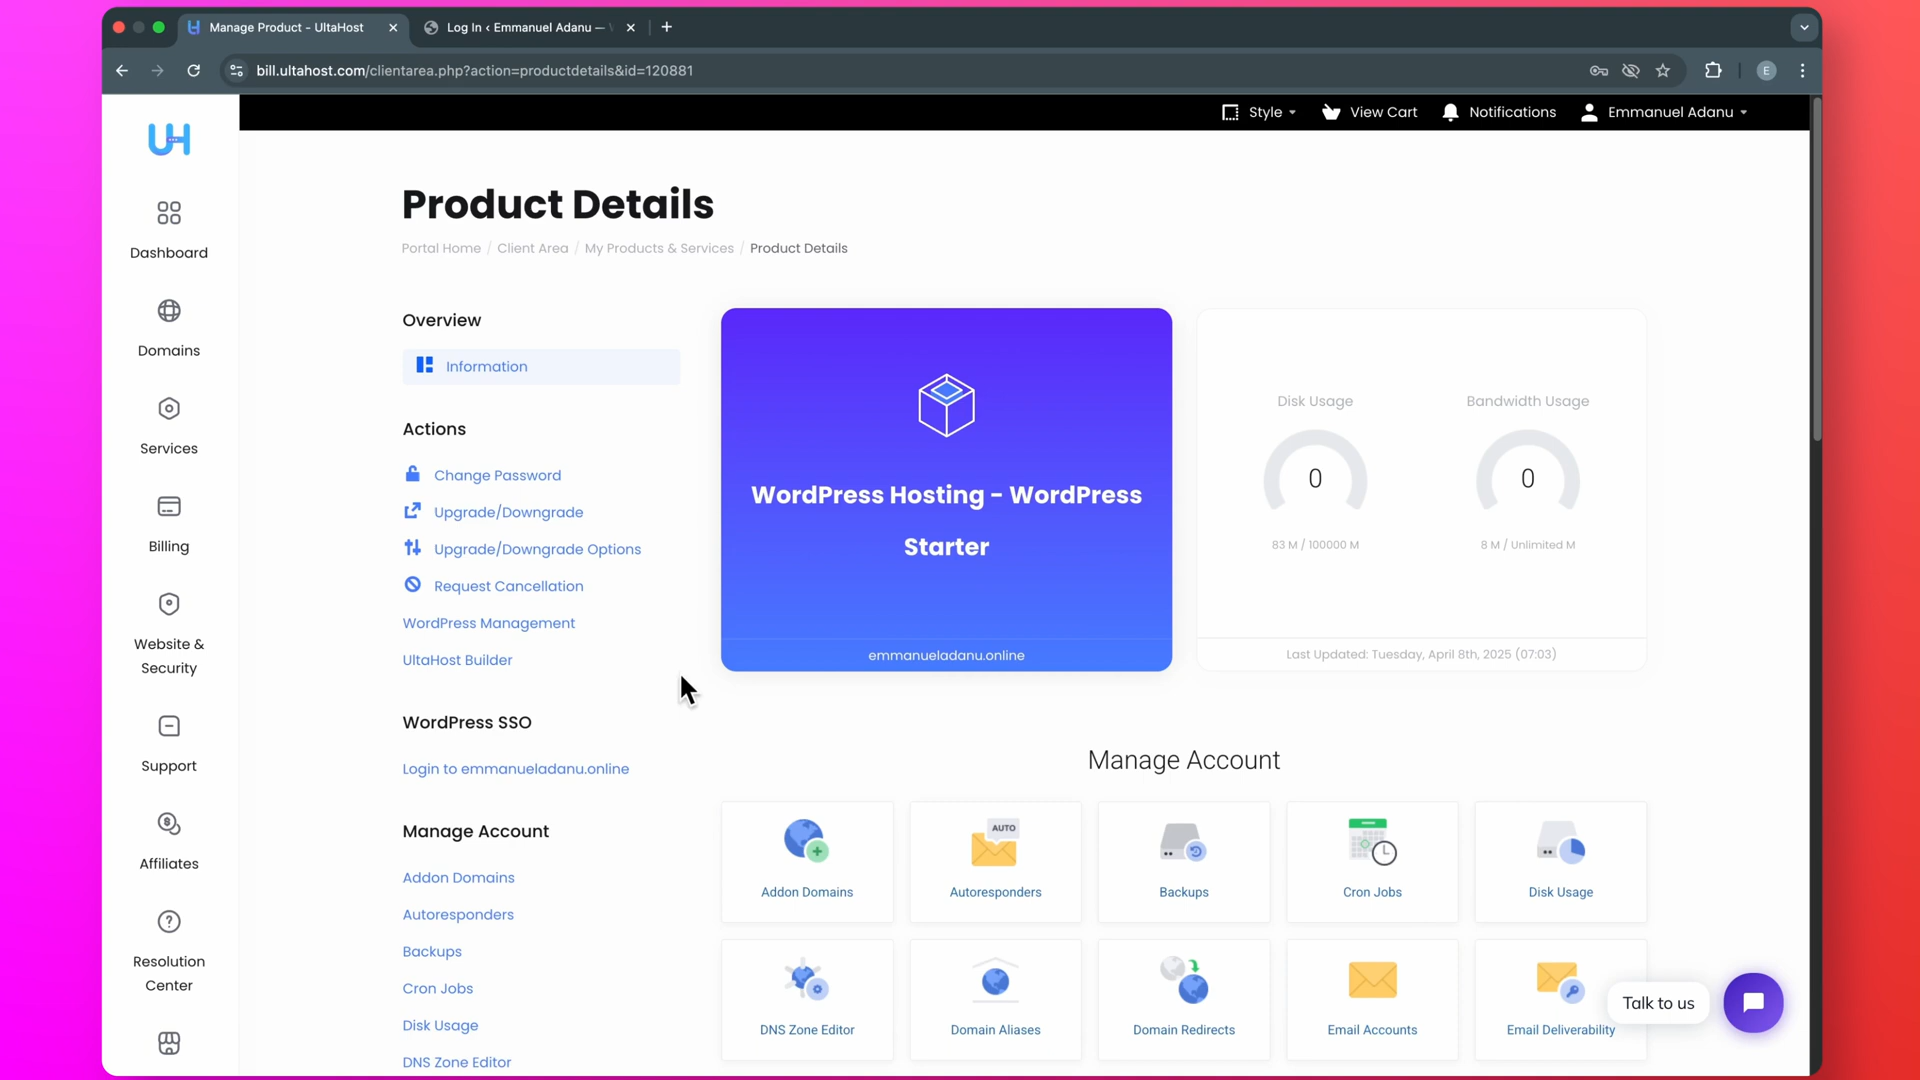 Manage Product - UltaHost
Log In ‹ Emmanuel Adanu —
bill.ultahost.com/clientarea.php?action=productdetails&id=120881
E
UH
Style
View Cart
Notifications
Emmanuel Adanu
Dashboard
Domains
Services
Billing
Website &
Security
Support
Affiliates
Resolution
Center
Product Details
Portal Home / Client Area / My Products & Services / Product Details
Overview
Information
Actions
Change Password
Upgrade/Downgrade
Upgrade/Downgrade Options
Request Cancellation
WordPress Management
UltaHost Builder
WordPress SSO
Login to emmanueladanu.online
Manage Account
Addon Domains
Autoresponders
Backups
Cron Jobs
Disk Usage
DNS Zone Editor
WordPress Hosting - WordPress
Starter
emmanueladanu.online
Disk Usage
0
83 M / 100000 M
Bandwidth Usage
0
8 M / Unlimited M
Last Updated: Tuesday, April 8th, 2025 (07:03)
Manage Account
Addon Domains
AUTO
Autoresponders
Backups
Cron Jobs
Disk Usage
DNS Zone Editor
Domain Aliases
Domain Redirects
Email Accounts
Email Deliverability
Talk to us